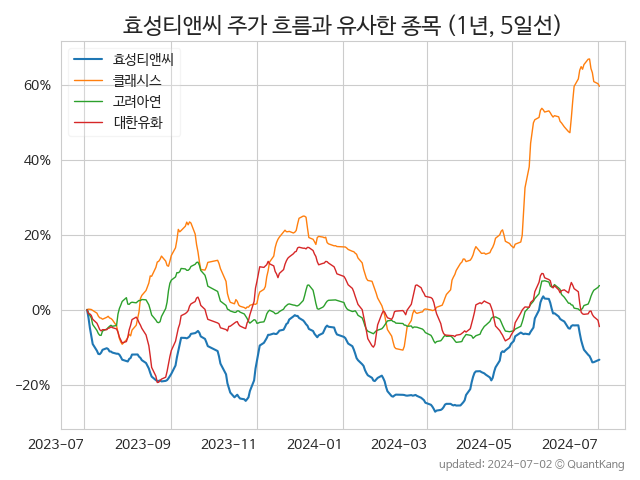 효성티앤씨 주가 흐름과 유사한 종목 (1년, 5일선)
효성티앤씨
클래시스
고려아연
대한유화
60%
40%
20%
0%
−20%
2023-07 2023-09 2023-11 2024-01 2024-03 2024-05 2024-07
updated: 2024-07-02 © QuantKang